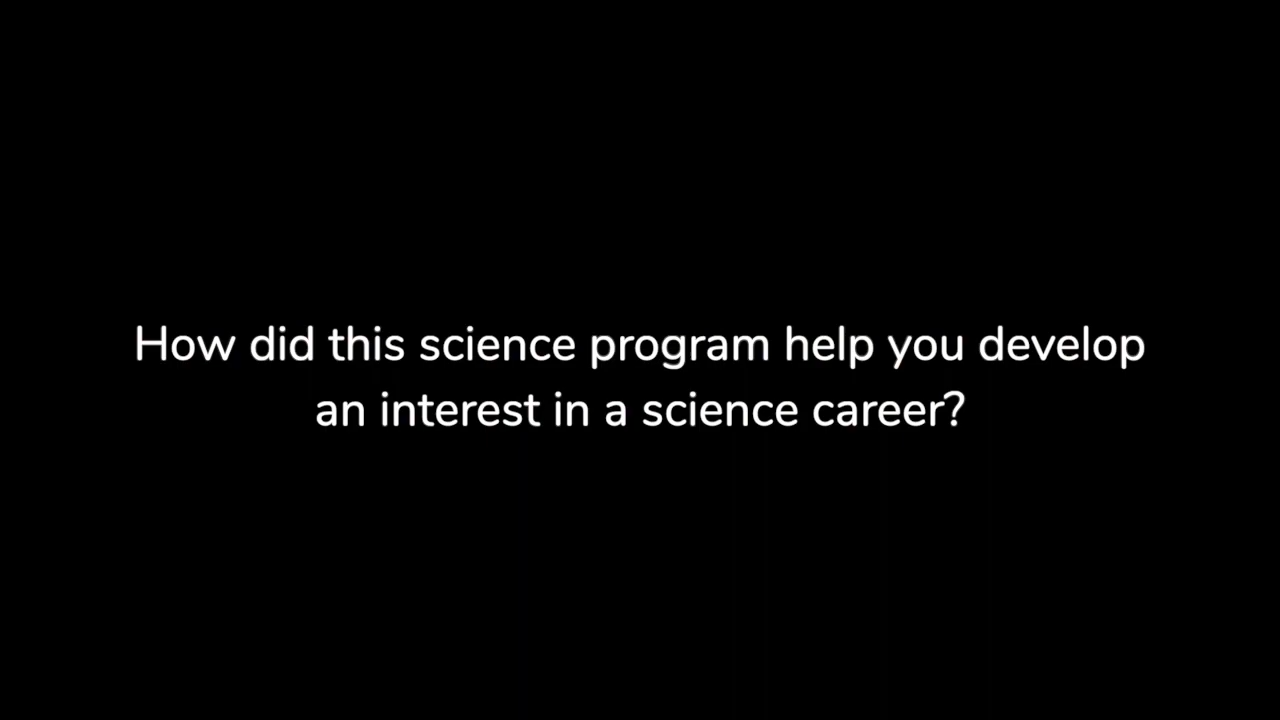 How did this science program help you develop
an interest in a science career?